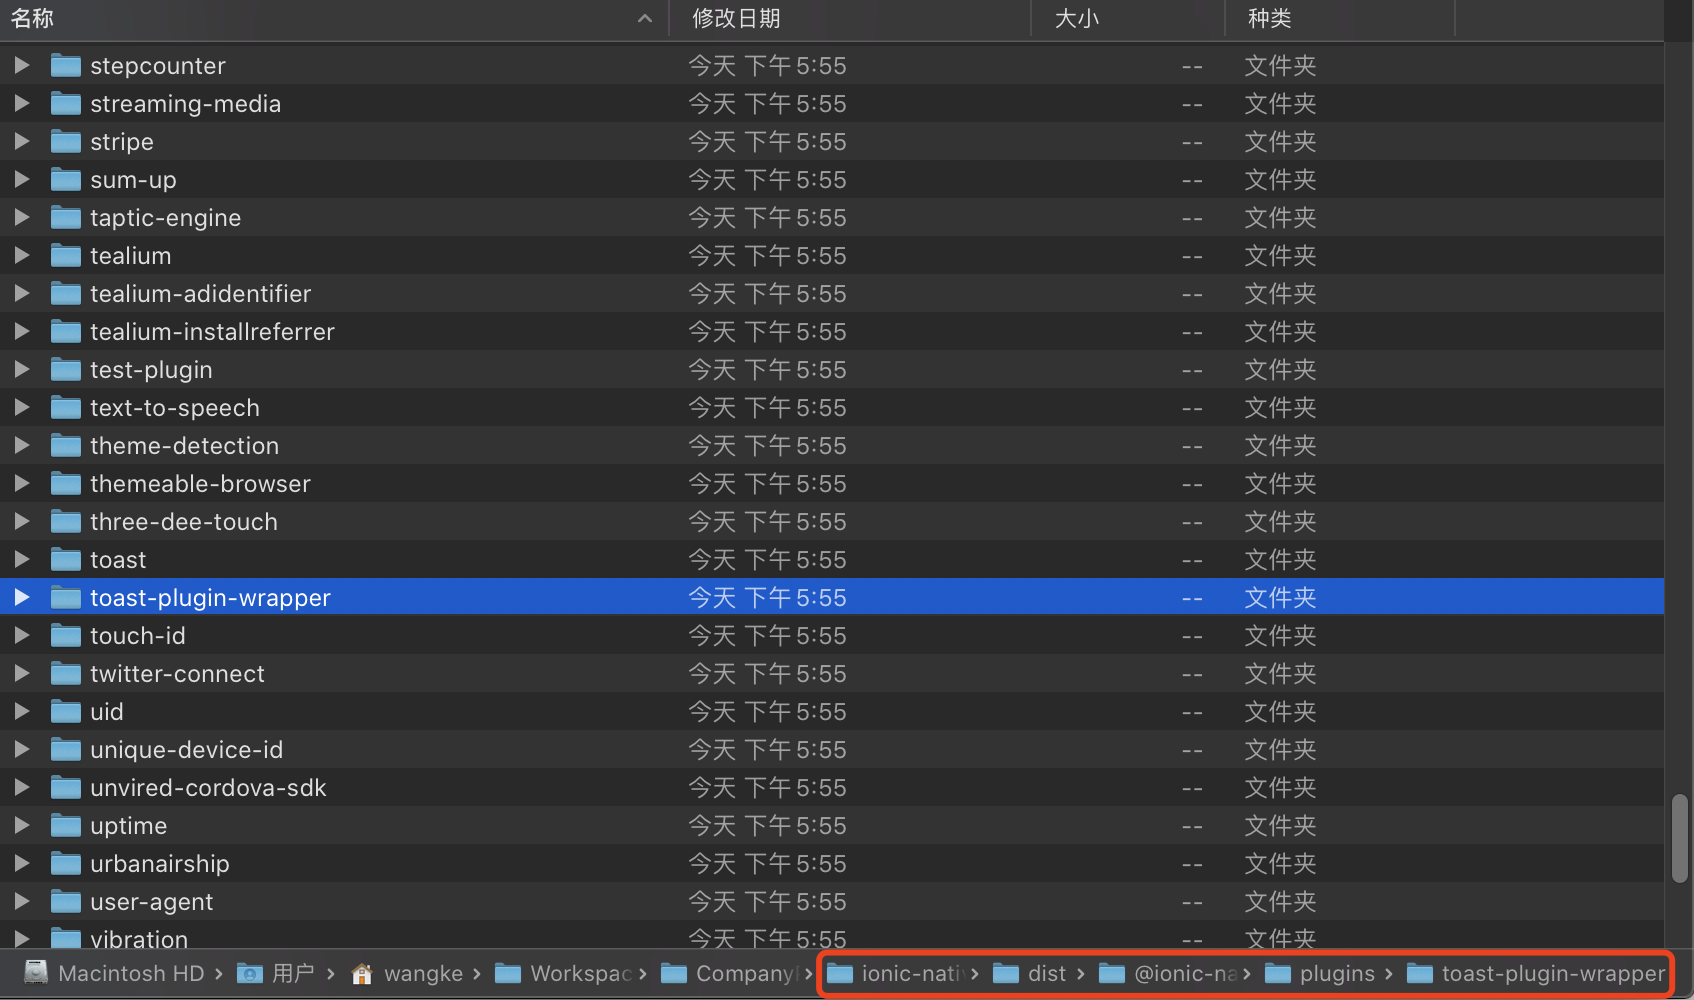 名称 修改日期 大小 种类
stepcounter 今天 下午5:55 -- 文件夹
streaming-media 今天 下午5:55 -- 文件夹
stripe 今天 下午5:55 -- 文件夹
sum-up 今天 下午5:55 -- 文件夹
taptic-engine 今天 下午5:55 -- 文件夹
tealium 今天 下午5:55 -- 文件夹
tealium-adidentifier 今天 下午5:55 -- 文件夹
tealium-installreferrer 今天 下午5:55 -- 文件夹
test-plugin 今天 下午5:55 -- 文件夹
text-to-speech 今天 下午5:55 -- 文件夹
theme-detection 今天 下午5:55 -- 文件夹
themeable-browser 今天 下午5:55 -- 文件夹
three-dee-touch 今天 下午5:55 -- 文件夹
toast 今天 下午5:55 -- 文件夹
toast-plugin-wrapper 今天 下午5:55 -- 文件夹
touch-id 今天 下午5:55 -- 文件夹
twitter-connect 今天 下午5:55 -- 文件夹
uid 今天 下午5:55 -- 文件夹
unique-device-id 今天 下午5:55 -- 文件夹
unvired-cordova-sdk 今天 下午5:55 -- 文件夹
uptime 今天 下午5:55 -- 文件夹
urbanairship 今天 下午5:55 -- 文件夹
user-agent 今天 下午5:55 -- 文件夹
vibration 今天 下午5:55 -- 文件夹
Macintosh HD › 用户 › wangke › Workspac › Company › ionic-nati › dist › @ionic-na › plugins › toast-plugin-wrapper